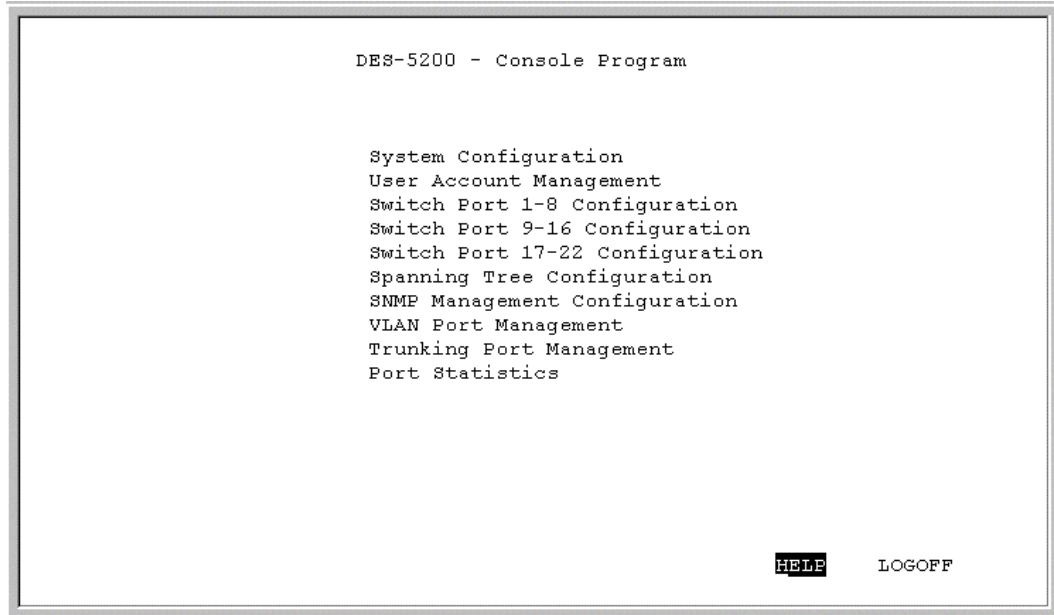 DES-5200 - Console Program
System Configuration
User Account Management
Switch Port 1-8 Configuration
Switch Port 9-16 Configuration
Switch Port 17-22 Configuration
Spanning Tree Configuration
SNMP Management Configuration
VLAN Port Management
Trunking Port Management
Port Statistics
HELP LOGOFF